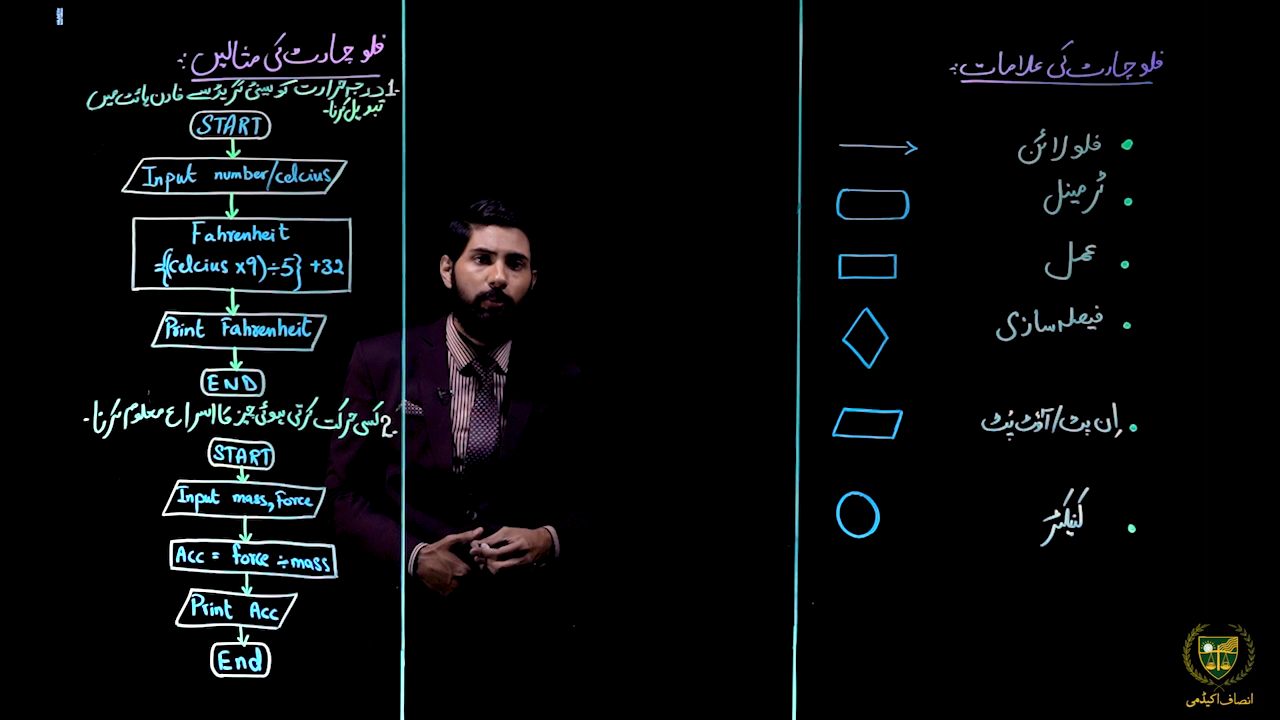 فلو چارٹ کی علامات:
فلو لائن
ٹرمینل
عمل
فیصلہ سازی
اِن پٹ/آؤٹ پُٹ
کنیکٹر
فلو چارٹ کی مثالیں:
1- درجہ حرارت کو سینٹی گریڈ سے فارن ہائٹ میں
تبدیل کرنا۔
START
Input number/celcius
Fahrenheit
={(celcius x9)÷5} +32
Print Fahrenheit
END
2- کسی حرکت کرتی ہوئی چیز کا اسراع معلوم کرنا۔
START
Input mass, Force
Acc = force ÷ mass
Print Acc
End
انصاف اکیڈمی